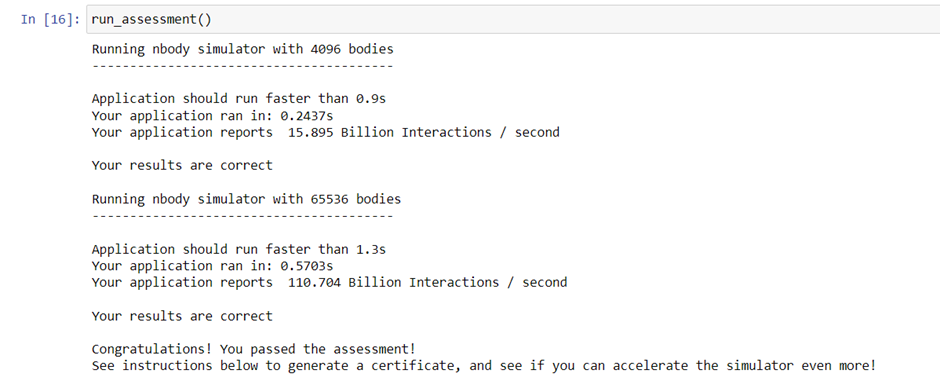 In [16]: run_assessment()
Running nbody simulator with 4096 bodies
----------------------------------------
Application should run faster than 0.9s
Your application ran in: 0.2437s
Your application reports  15.895 Billion Interactions / second
Your results are correct
Running nbody simulator with 65536 bodies
----------------------------------------
Application should run faster than 1.3s
Your application ran in: 0.5703s
Your application reports  110.704 Billion Interactions / second
Your results are correct
Congratulations! You passed the assessment!
See instructions below to generate a certificate, and see if you can accelerate the simulator even more!